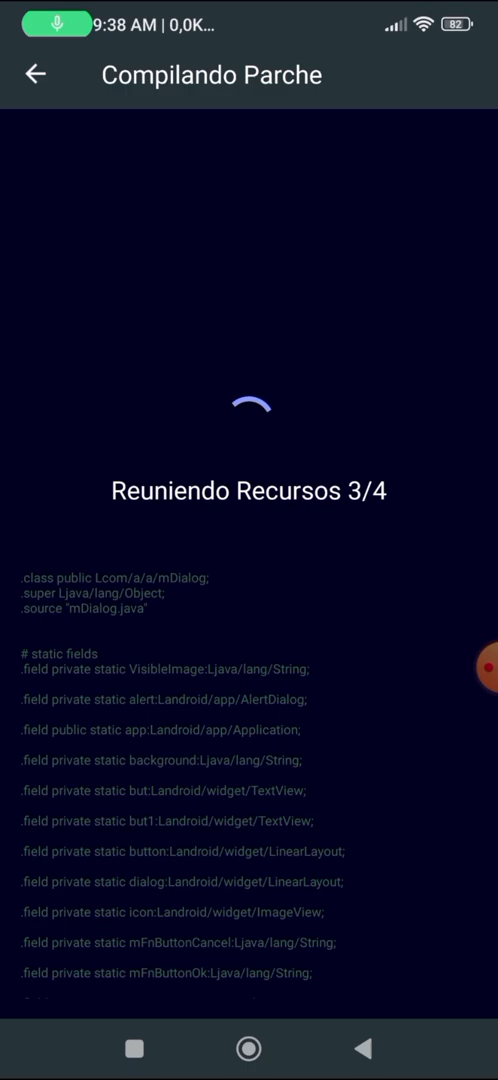 9:38 AM | 0,0K...
82
Compilando Parche
Reuniendo Recursos 3/4
.class public Lcom/a/a/mDialog;
.super Ljava/lang/Object;
.source "mDialog.java"
# static fields
.field private static VisibleImage:Ljava/lang/String;
.field private static alert:Landroid/app/AlertDialog;
.field public static app:Landroid/app/Application;
.field private static background:Ljava/lang/String;
.field private static but:Landroid/widget/TextView;
.field private static but1:Landroid/widget/TextView;
.field private static button:Landroid/widget/LinearLayout;
.field private static dialog:Landroid/widget/LinearLayout;
.field private static icon:Landroid/widget/ImageView;
.field private static mFnButtonCancel:Ljava/lang/String;
.field private static mFnButtonOk:Ljava/lang/String;